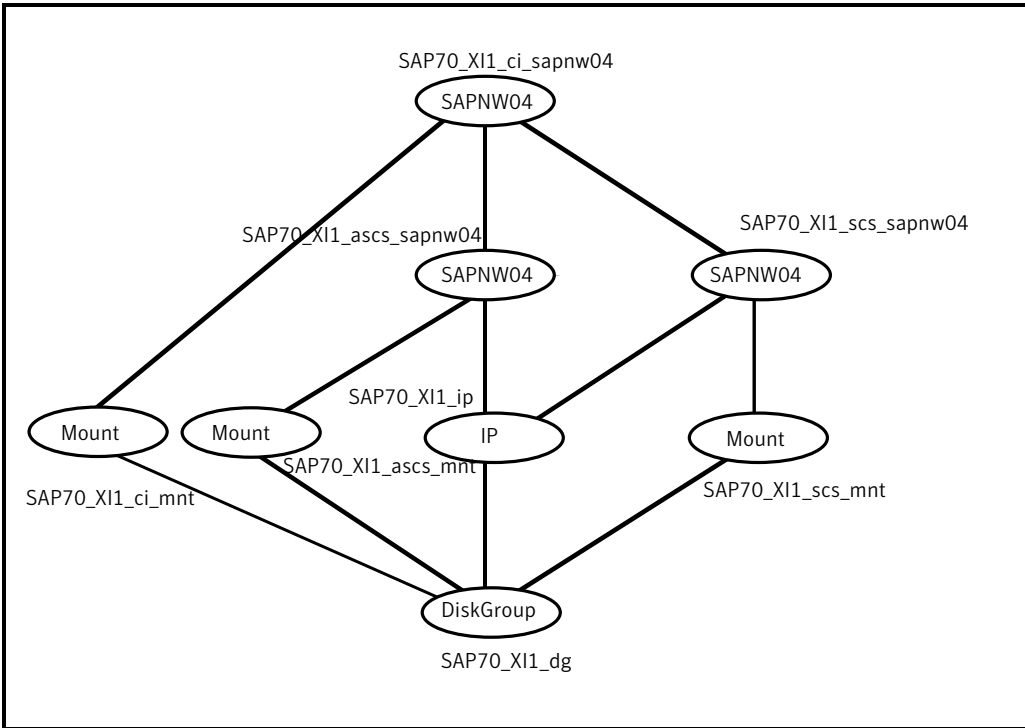 SAP70_XI1_ci_sapnw04
SAPNW04
SAP70_XI1_ascs_sapnw04
SAP70_XI1_scs_sapnw04
SAPNW04
SAPNW04
SAP70_XI1_ip
Mount
Mount
IP
Mount
SAP70_XI1_ascs_mnt
SAP70_XI1_ci_mnt
SAP70_XI1_scs_mnt
DiskGroup
SAP70_XI1_dg